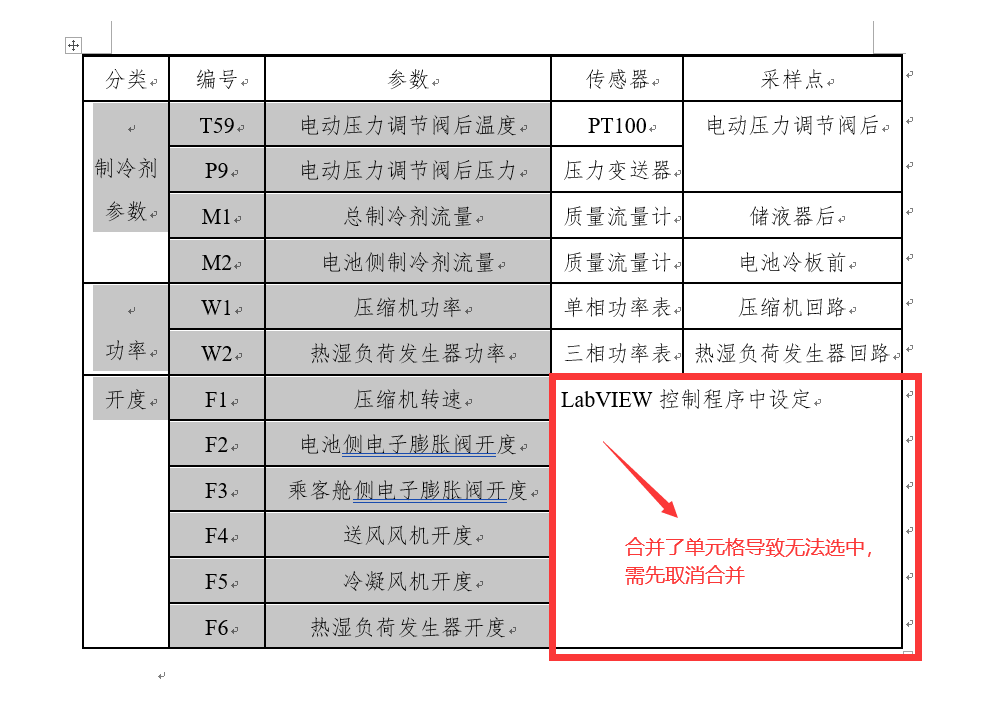 分类 编号 参数 传感器 采样点
T59 电动压力调节阀后温度 PT100 电动压力调节阀后
制冷剂 P9 电动压力调节阀后压力 压力变送器
参数 M1 总制冷剂流量 质量流量计 储液器后
M2 电池侧制冷剂流量 质量流量计 电池冷板前
W1 压缩机功率 单相功率表 压缩机回路
功率 W2 热湿负荷发生器功率 三相功率表 热湿负荷发生器回路
开度 F1 压缩机转速 LabVIEW 控制程序中设定
F2 电池侧电子膨胀阀开度
F3 乘客舱侧电子膨胀阀开度
F4 送风风机开度
合并了单元格导致无法选中，
需先取消合并
F5 冷凝风机开度
F6 热湿负荷发生器开度